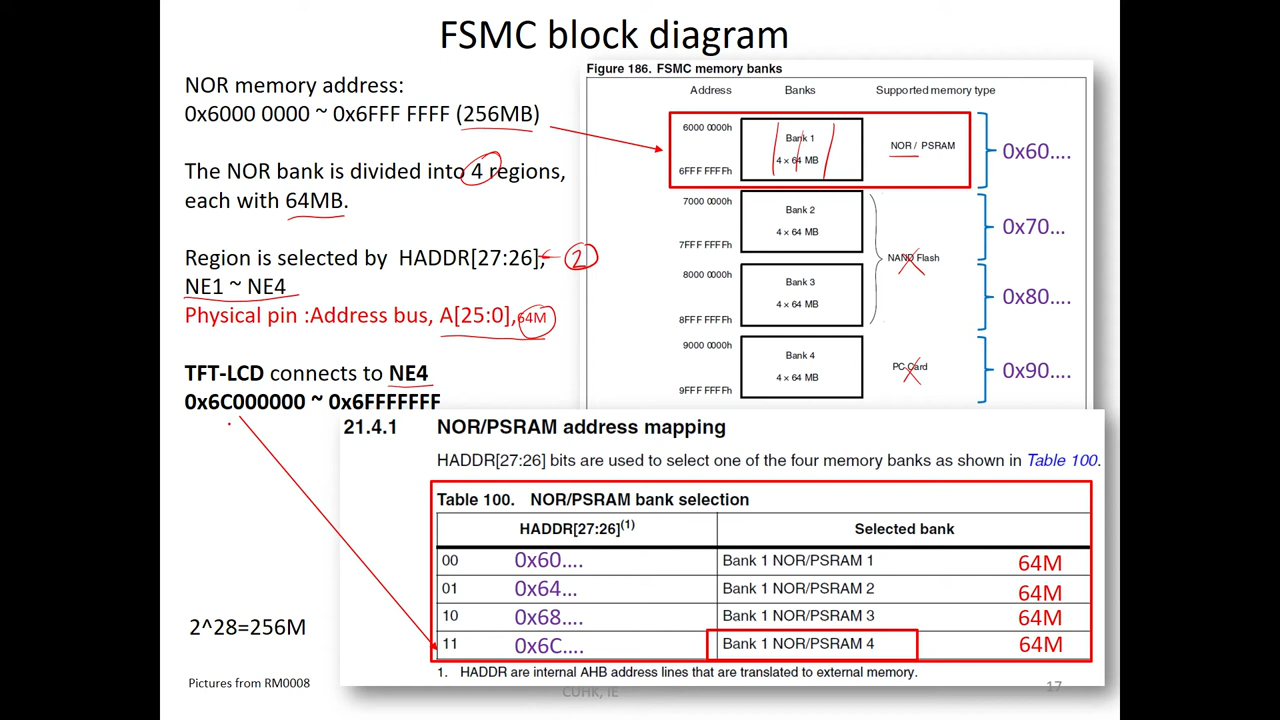 FSMC block diagram
NOR memory address:
0x6000 0000 ~ 0x6FFF FFFF (256MB)
The NOR bank is divided into 4 regions,
each with 64MB.
Region is selected by HADDR[27:26],
2
NE1 ~ NE4
Physical pin :Address bus, A[25:0],64M
TFT-LCD connects to NE4
0x6C000000 ~ 0x6FFFFFFF
2^28=256M
Pictures from RM0008
Figure 186. FSMC memory banks
Address Banks Supported memory type
6000 0000h
Bank 1
NOR / PSRAM
0x60....
4 × 64 MB
6FFF FFFFh
7000 0000h
Bank 2
0x70....
4 × 64 MB
7FFF FFFFh
NAND Flash
8000 0000h
Bank 3
0x80....
4 × 64 MB
8FFF FFFFh
9000 0000h
Bank 4
PC Card
0x90....
4 × 64 MB
9FFF FFFFh
21.4.1 NOR/PSRAM address mapping
HADDR[27:26] bits are used to select one of the four memory banks as shown in Table 100.
Table 100. NOR/PSRAM bank selection
HADDR[27:26](1) Selected bank
00 0x60.... Bank 1 NOR/PSRAM 1 64M
01 0x64... Bank 1 NOR/PSRAM 2 64M
10 0x68.... Bank 1 NOR/PSRAM 3 64M
11 0x6C.... Bank 1 NOR/PSRAM 4 64M
1. HADDR are internal AHB address lines that are translated to external memory.
CUHK, IE
17